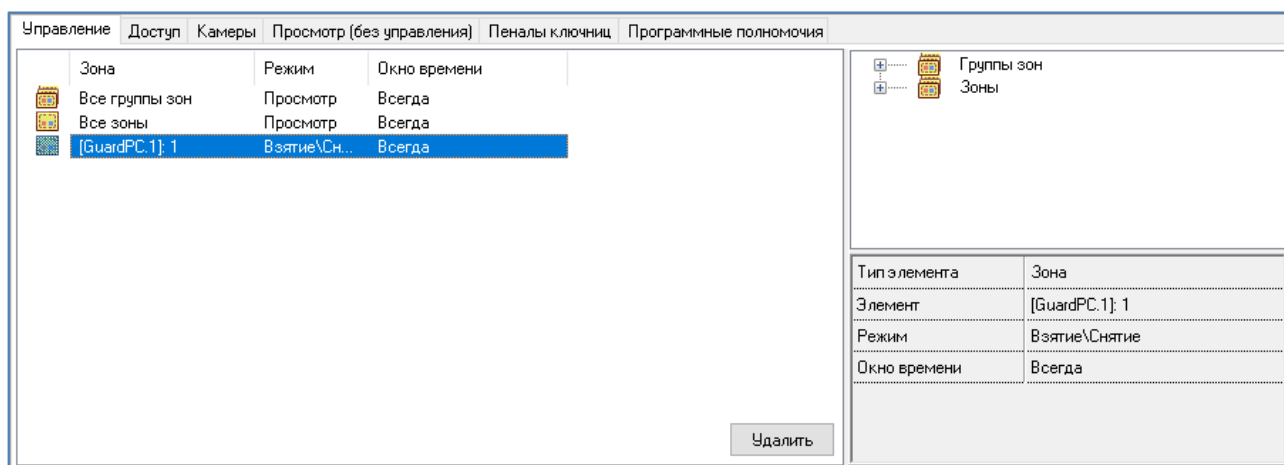 Управление Доступ Камеры Просмотр (без управления) Пеналы ключниц Программные полномочия
Зона Режим Окно времени
Все группы зон Просмотр Всегда
Все зоны Просмотр Всегда
[GuardPC.1]: 1 Взятие\Сн... Всегда
Удалить
Группы зон
Зоны
Тип элемента Зона
Элемент [GuardPC.1]: 1
Режим Взятие\Снятие
Окно времени Всегда